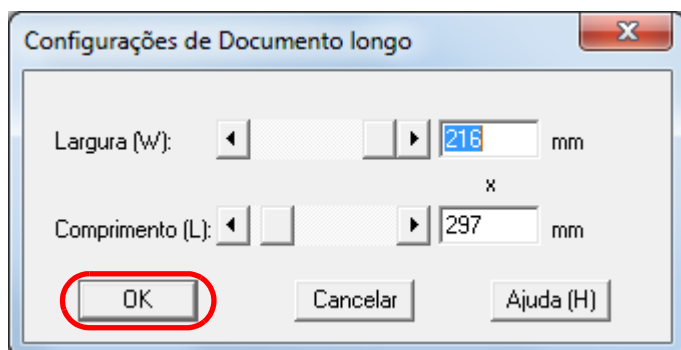 Configurações de Documento longo
Largura (W): 216 mm
x
Comprimento (L): 297 mm
OK Cancelar Ajuda (H)